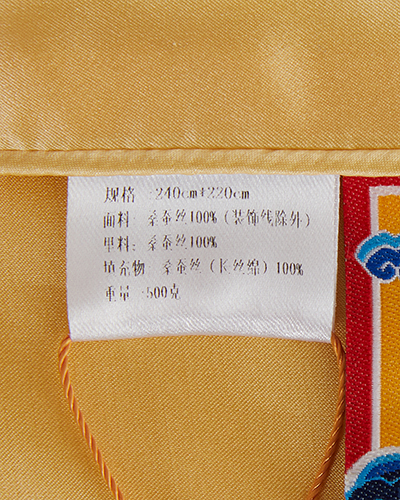 规格 -240cm*220cm
面料：桑蚕丝100%（装饰线除外）
里料：桑蚕丝100%
填充物 桑蚕丝（长丝绵）100%
重量 -500克